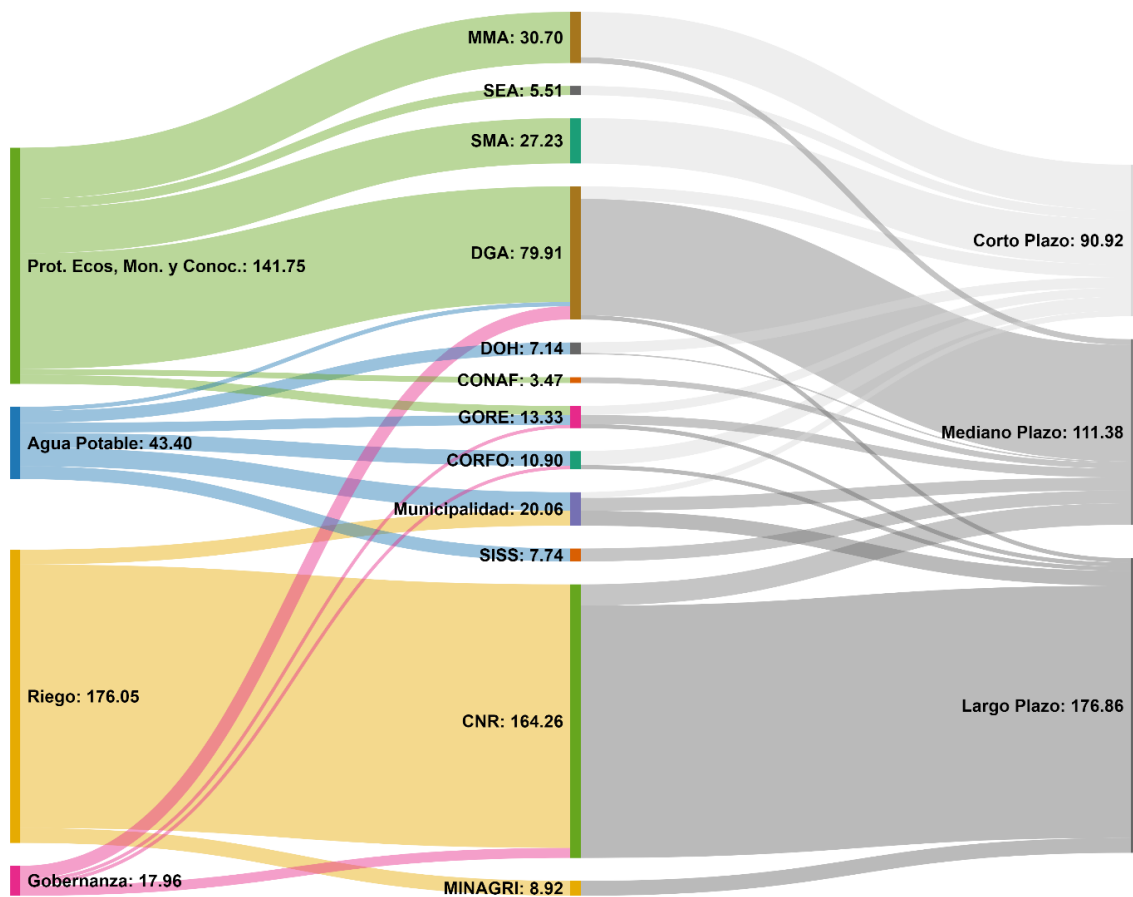 Prot. Ecos, Mon. y Conoc.: 141.75
Agua Potable: 43.40
Riego: 176.05
Gobernanza: 17.96
MMA: 30.70
SEA: 5.51
SMA: 27.23
DGA: 79.91
DOH: 7.14
CONAF: 3.47
GORE: 13.33
CORFO: 10.90
Municipalidad: 20.06
SISS: 7.74
CNR: 164.26
MINAGRI: 8.92
Corto Plazo: 90.92
Mediano Plazo: 111.38
Largo Plazo: 176.86